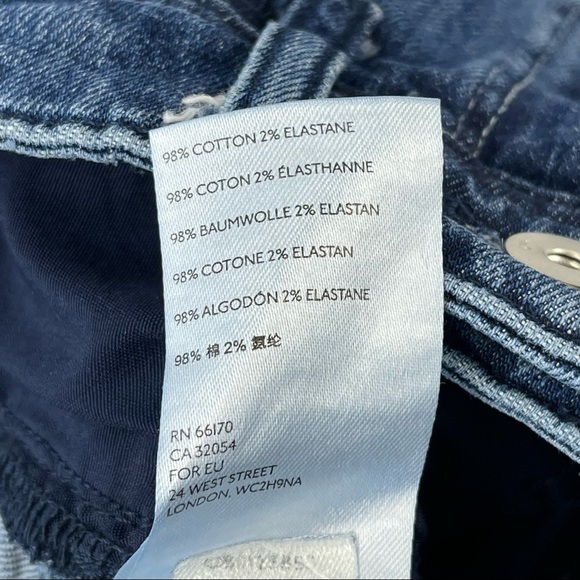 98% COTTON 2% ELASTANE
98% COTON 2% ÉLASTHANNE
98% BAUMWOLLE 2% ELASTAN
98% COTONE 2% ELASTAN
98% ALGODÓN 2% ELASTANE
98% 棉 2% 氨纶
RN 66170
CA 32054
FOR EU
24 WEST STREET
LONDON, WC2H9NA